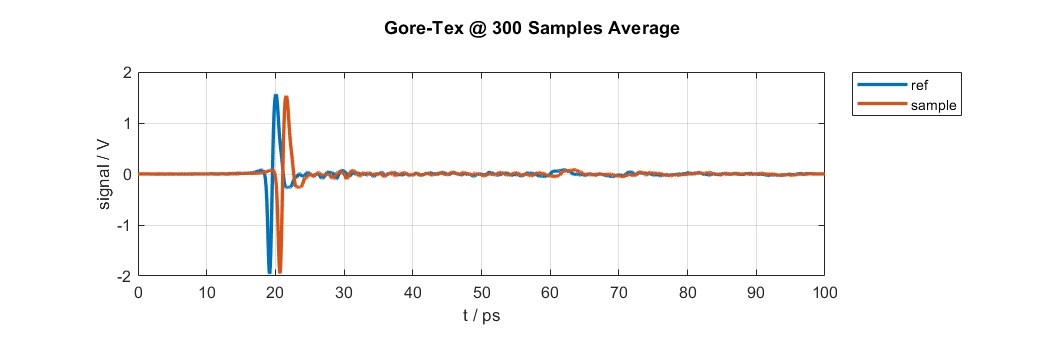 Gore-Tex @ 300 Samples Average
2
1
0
-1
-2
signal / V
0 10 20 30 40 50 60 70 80 90 100
t / ps
ref
sample